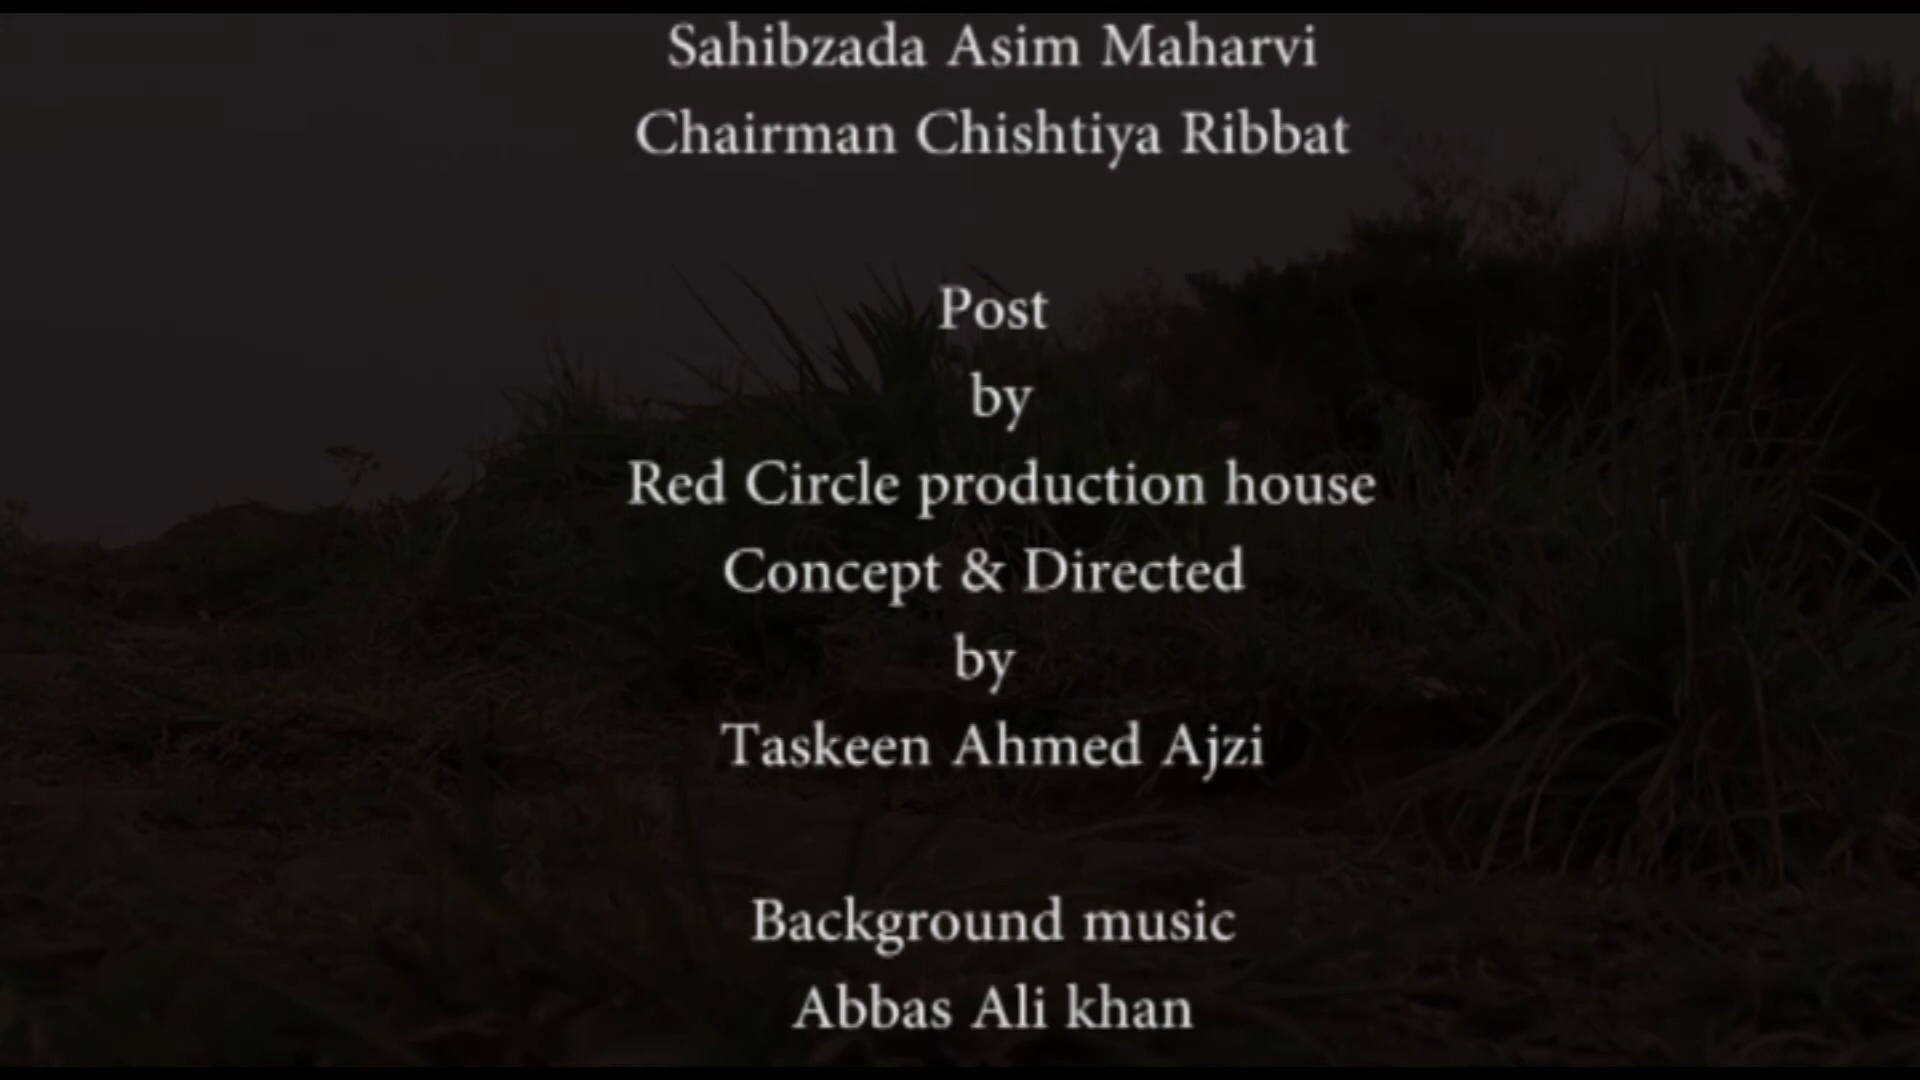 Sahibzada Asim Maharvi
Chairman Chishtiya Ribbat
Post
by
Red Circle production house
Concept & Directed
by
Taskeen Ahmed Ajzi
Background music
Abbas Ali khan